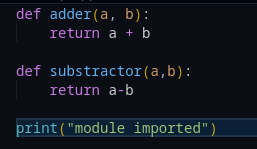 def adder(a, b):
    return a + b

def substractor(a,b):
    return a-b

print("module imported")